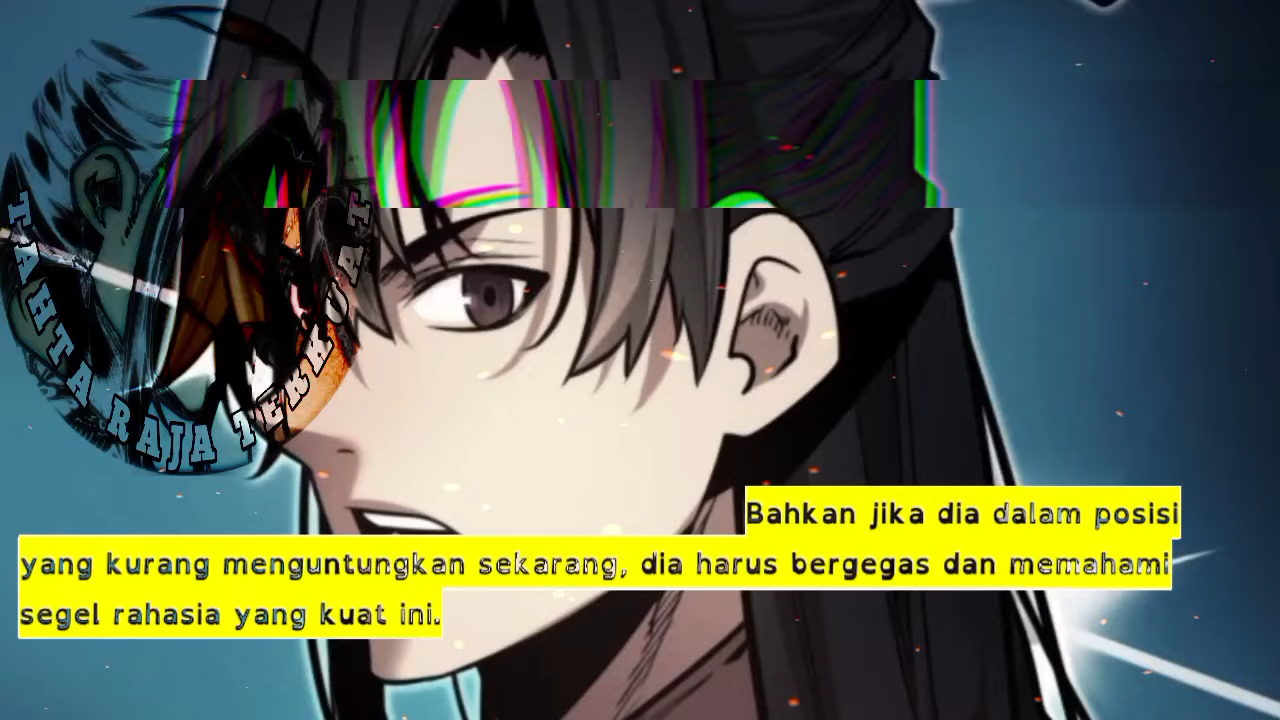 TAHTA RAJA TERKUAT
Bahkan jika dia dalam posisi
yang kurang menguntungkan sekarang, dia harus bergegas dan memahami
segel rahasia yang kuat ini.